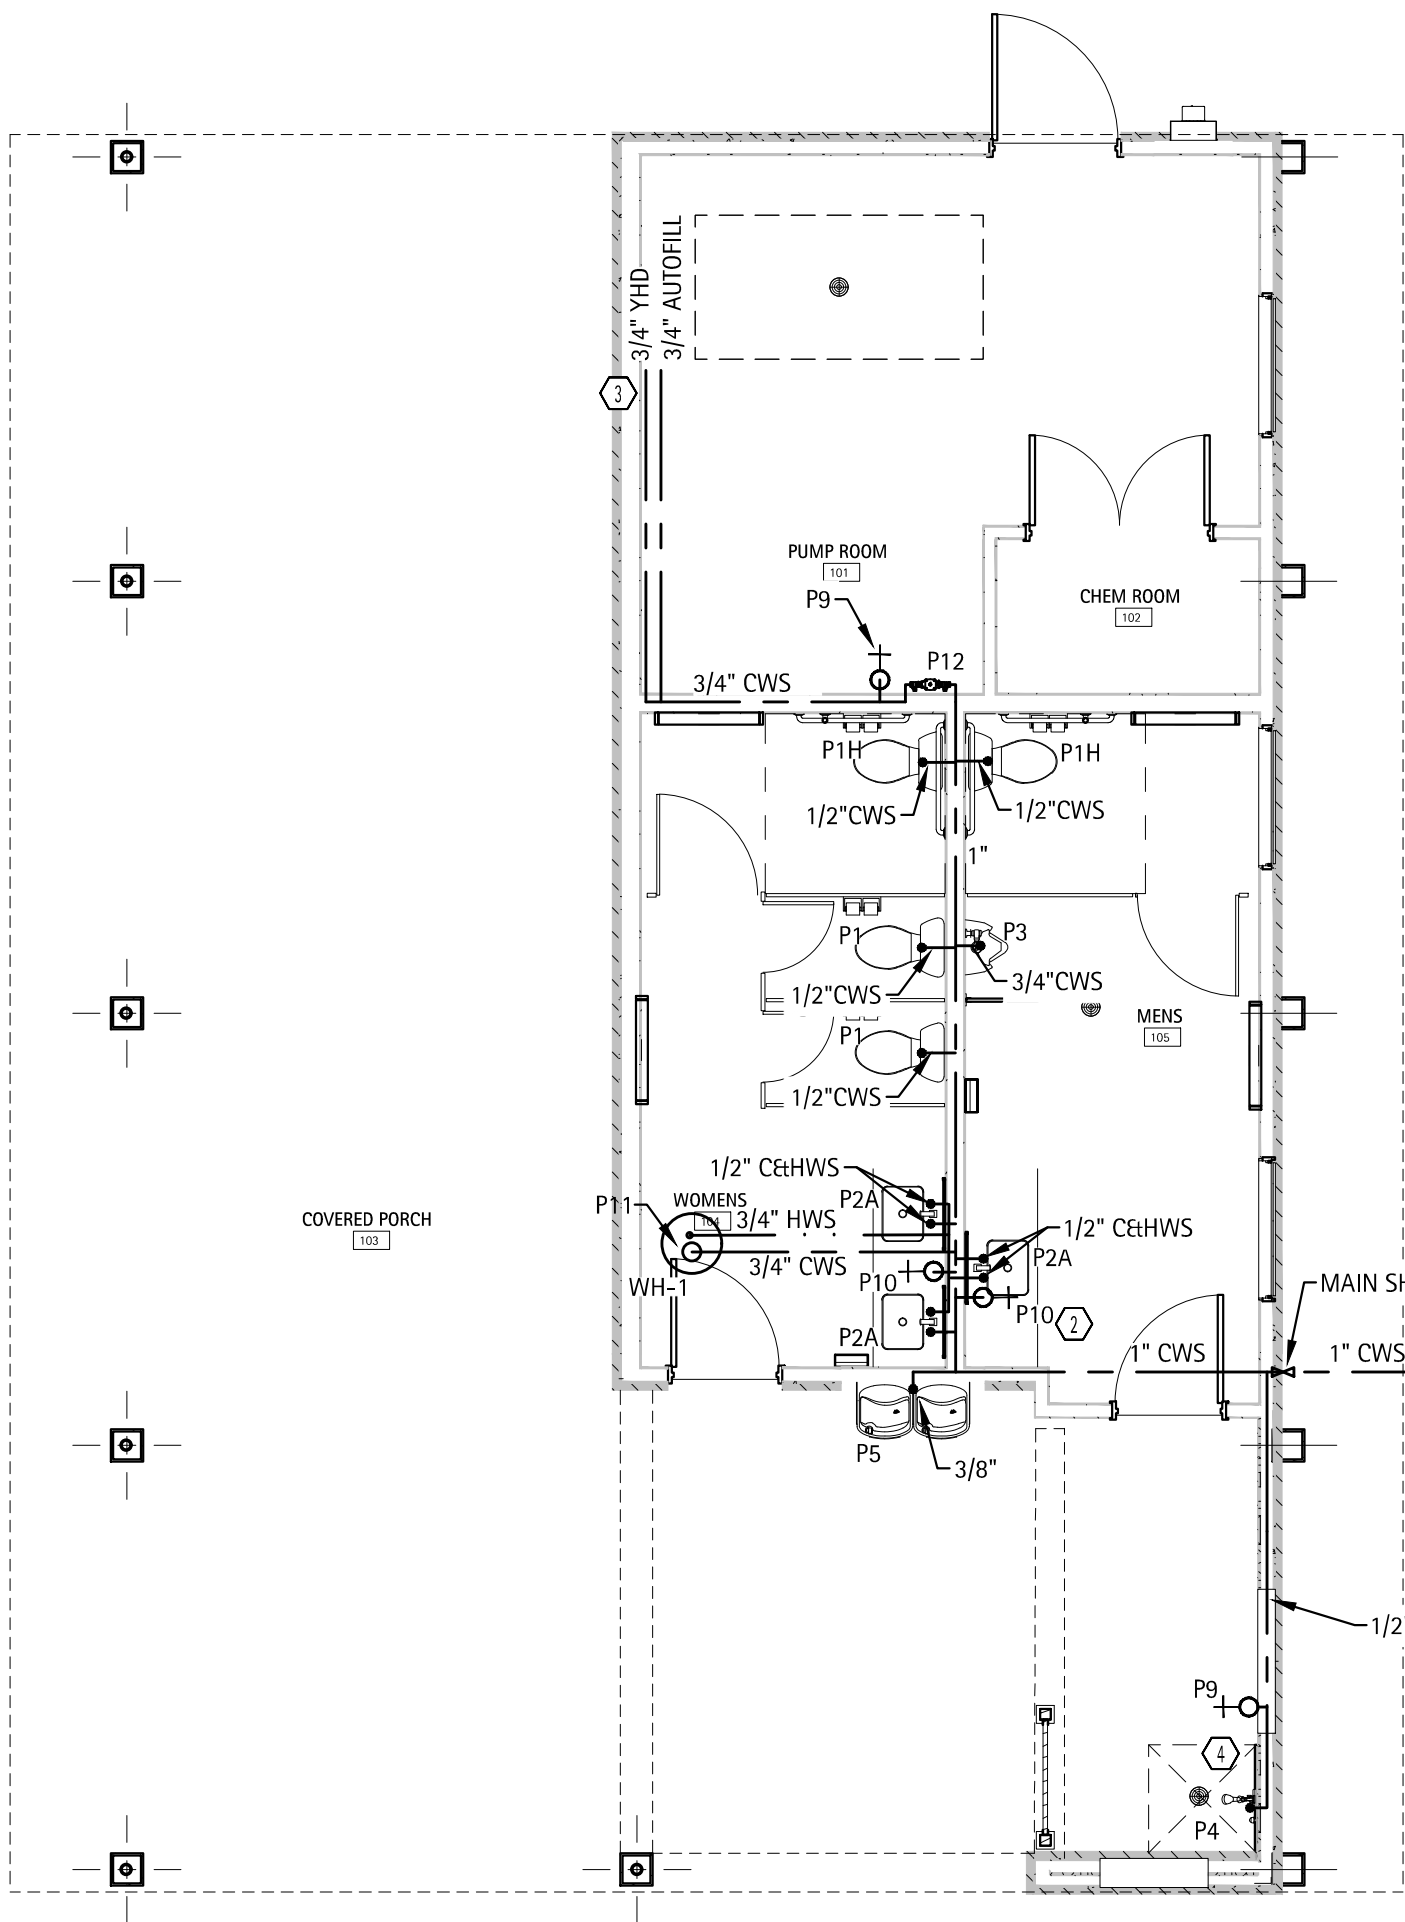 3/4" YHD
3/4" AUTOFILL
3
PUMP ROOM
101
P9
CHEM ROOM
102
P12
3/4" CWS
P1H
P1H
1/2"CWS
1/2"CWS
1"
P1
P3
1/2"CWS
3/4"CWS
MENS
105
P1
1/2"CWS
1/2" C&HWS
P2A
WOMENS
104
P11
3/4" HWS
1/2" C&HWS
COVERED PORCH
103
P2A
3/4" CWS
P10
WH-1
P10
2
MAIN SH
P2A
1" CWS
1" CWS
P5
3/8"
1/2
P9
4
P4